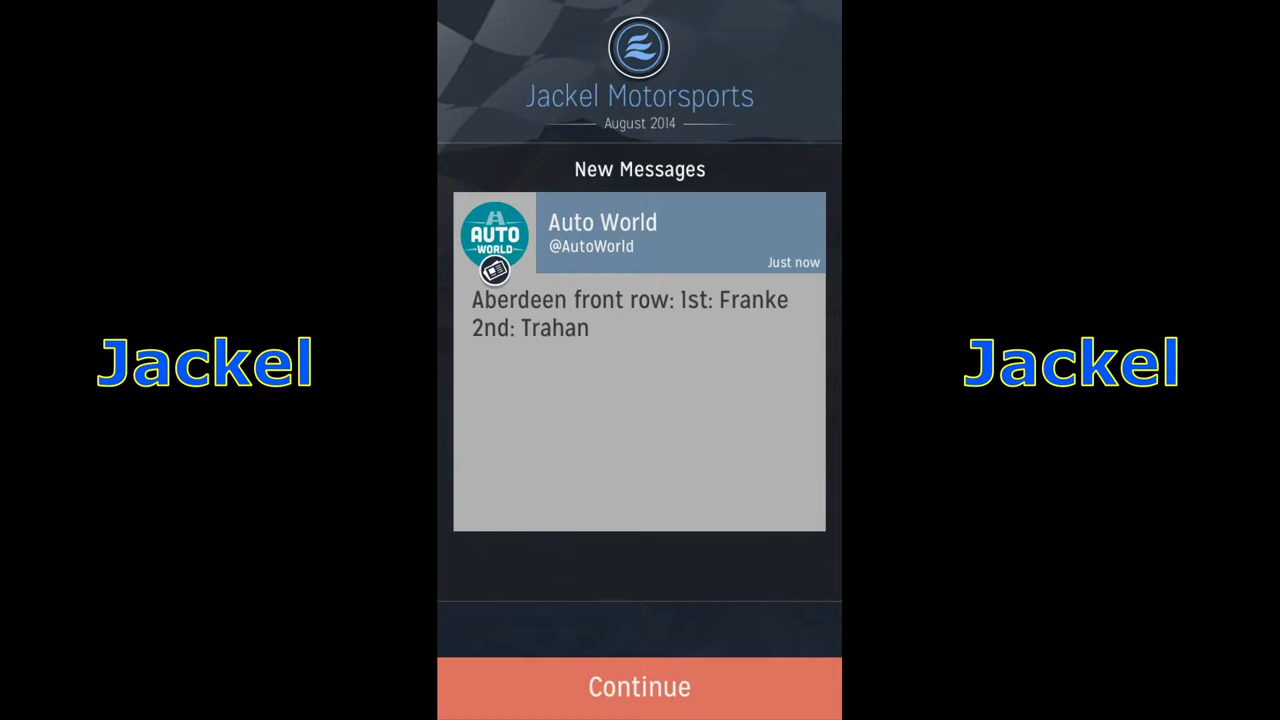 Jackel Motorsports
August 2014
New Messages
AUTO
WORLD
Auto World
@AutoWorld
Just now
Aberdeen front row: 1st: Franke
2nd: Trahan
Jackel
Jackel
Continue